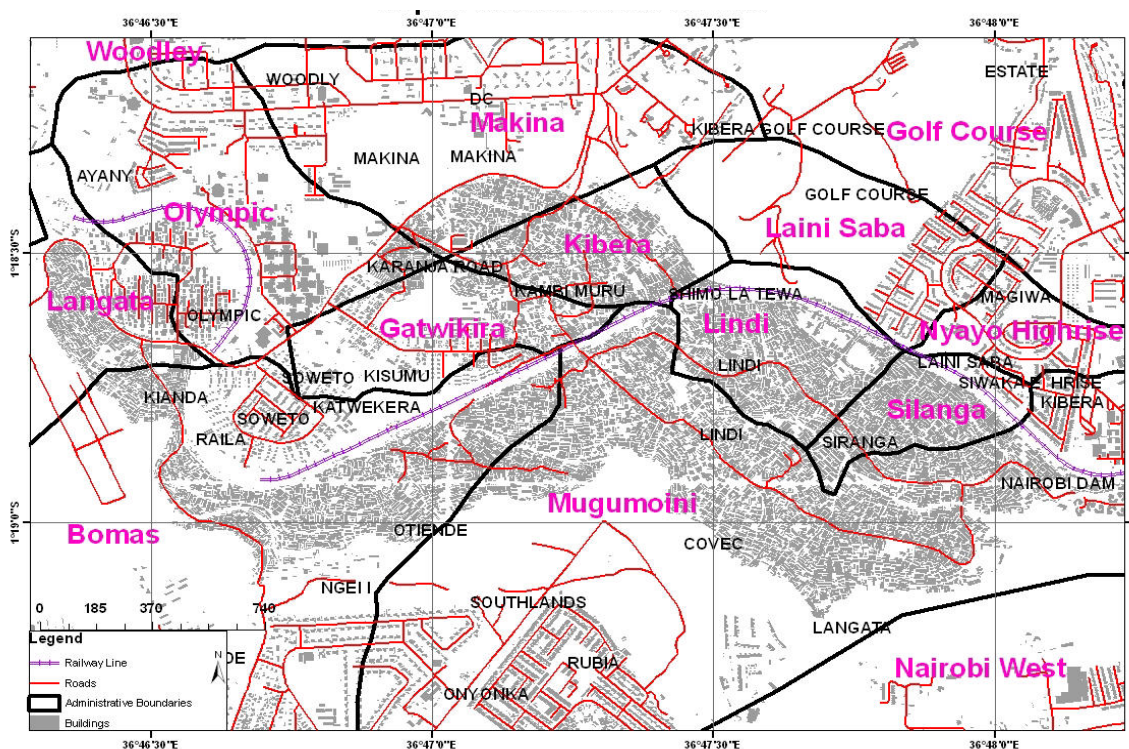 36°46'30"E 36°47'0"E 36°47'30"E 36°48'0"E
Woodley
WOODLY
ESTATE
DC
Makina
KIBERA GOLF COURSE
Golf Course
MAKINA
MAKINA
AYANY
GOLF COURSE
Olympic
Laini Saba
Kibera
1°18'30"S
KARANJA ROAD
KAMBI MURU
SHIMO LA TEWA
MAGIWA
Langata
OLYMPIC
Gatwikira
Lindi
Nyayo Highrise
LINDI
LAINI SABA
SOWETO
KISUMU
SIWAKA
HRISE
KIANDA
KATWEKERA
KIBERA
SOWETO
Silanga
RAILA
LINDI
SIRANGA
NAIROBI DAM
Mugumoini
1°19'0"S
Bomas
OTIENDE
COVEC
0 185 370 740
SOUTHLANDS
LANGATA
Legend
N
Railway Line
DE
RUBIA
Nairobi West
Roads
Administrative Boundaries
ONYONKA
Buildings
36°46'30"E 36°47'0"E 36°47'30"E 36°48'0"E